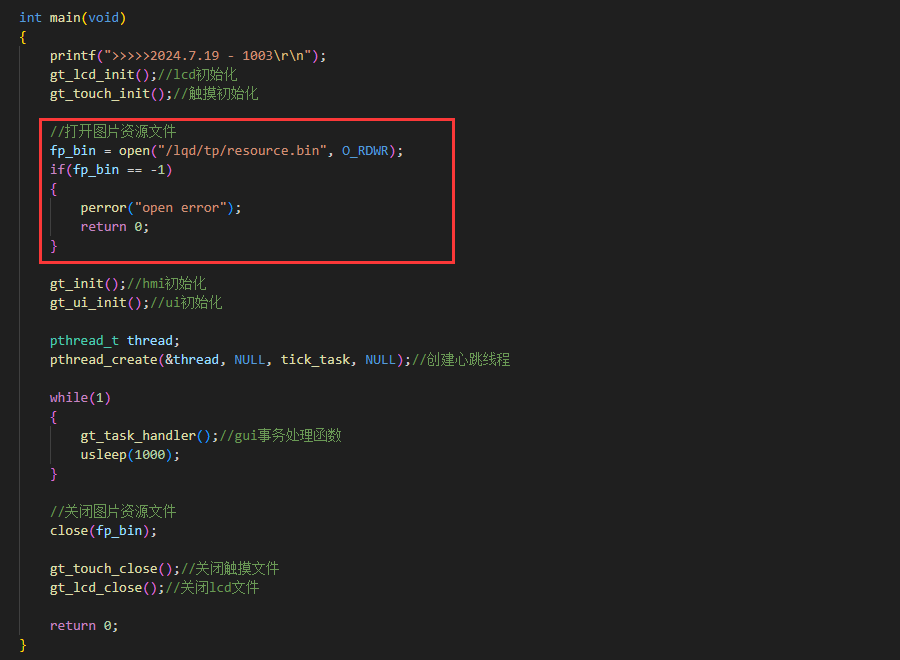 int main(void)
{
    printf(">>>>>2024.7.19 - 1003\r\n");
    gt_lcd_init();//lcd初始化
    gt_touch_init();//触摸初始化

    //打开图片资源文件
    fp_bin = open("/lqd/tp/resource.bin", O_RDWR);
    if(fp_bin == -1)
    {
        perror("open error");
        return 0;
    }

    gt_init();//hmi初始化
    gt_ui_init();//ui初始化

    pthread_t thread;
    pthread_create(&thread, NULL, tick_task, NULL);//创建心跳线程

    while(1)
    {
        gt_task_handler();//gui事务处理函数
        usleep(1000);
    }

    //关闭图片资源文件
    close(fp_bin);

    gt_touch_close();//关闭触摸文件
    gt_lcd_close();//关闭lcd文件

    return 0;
}